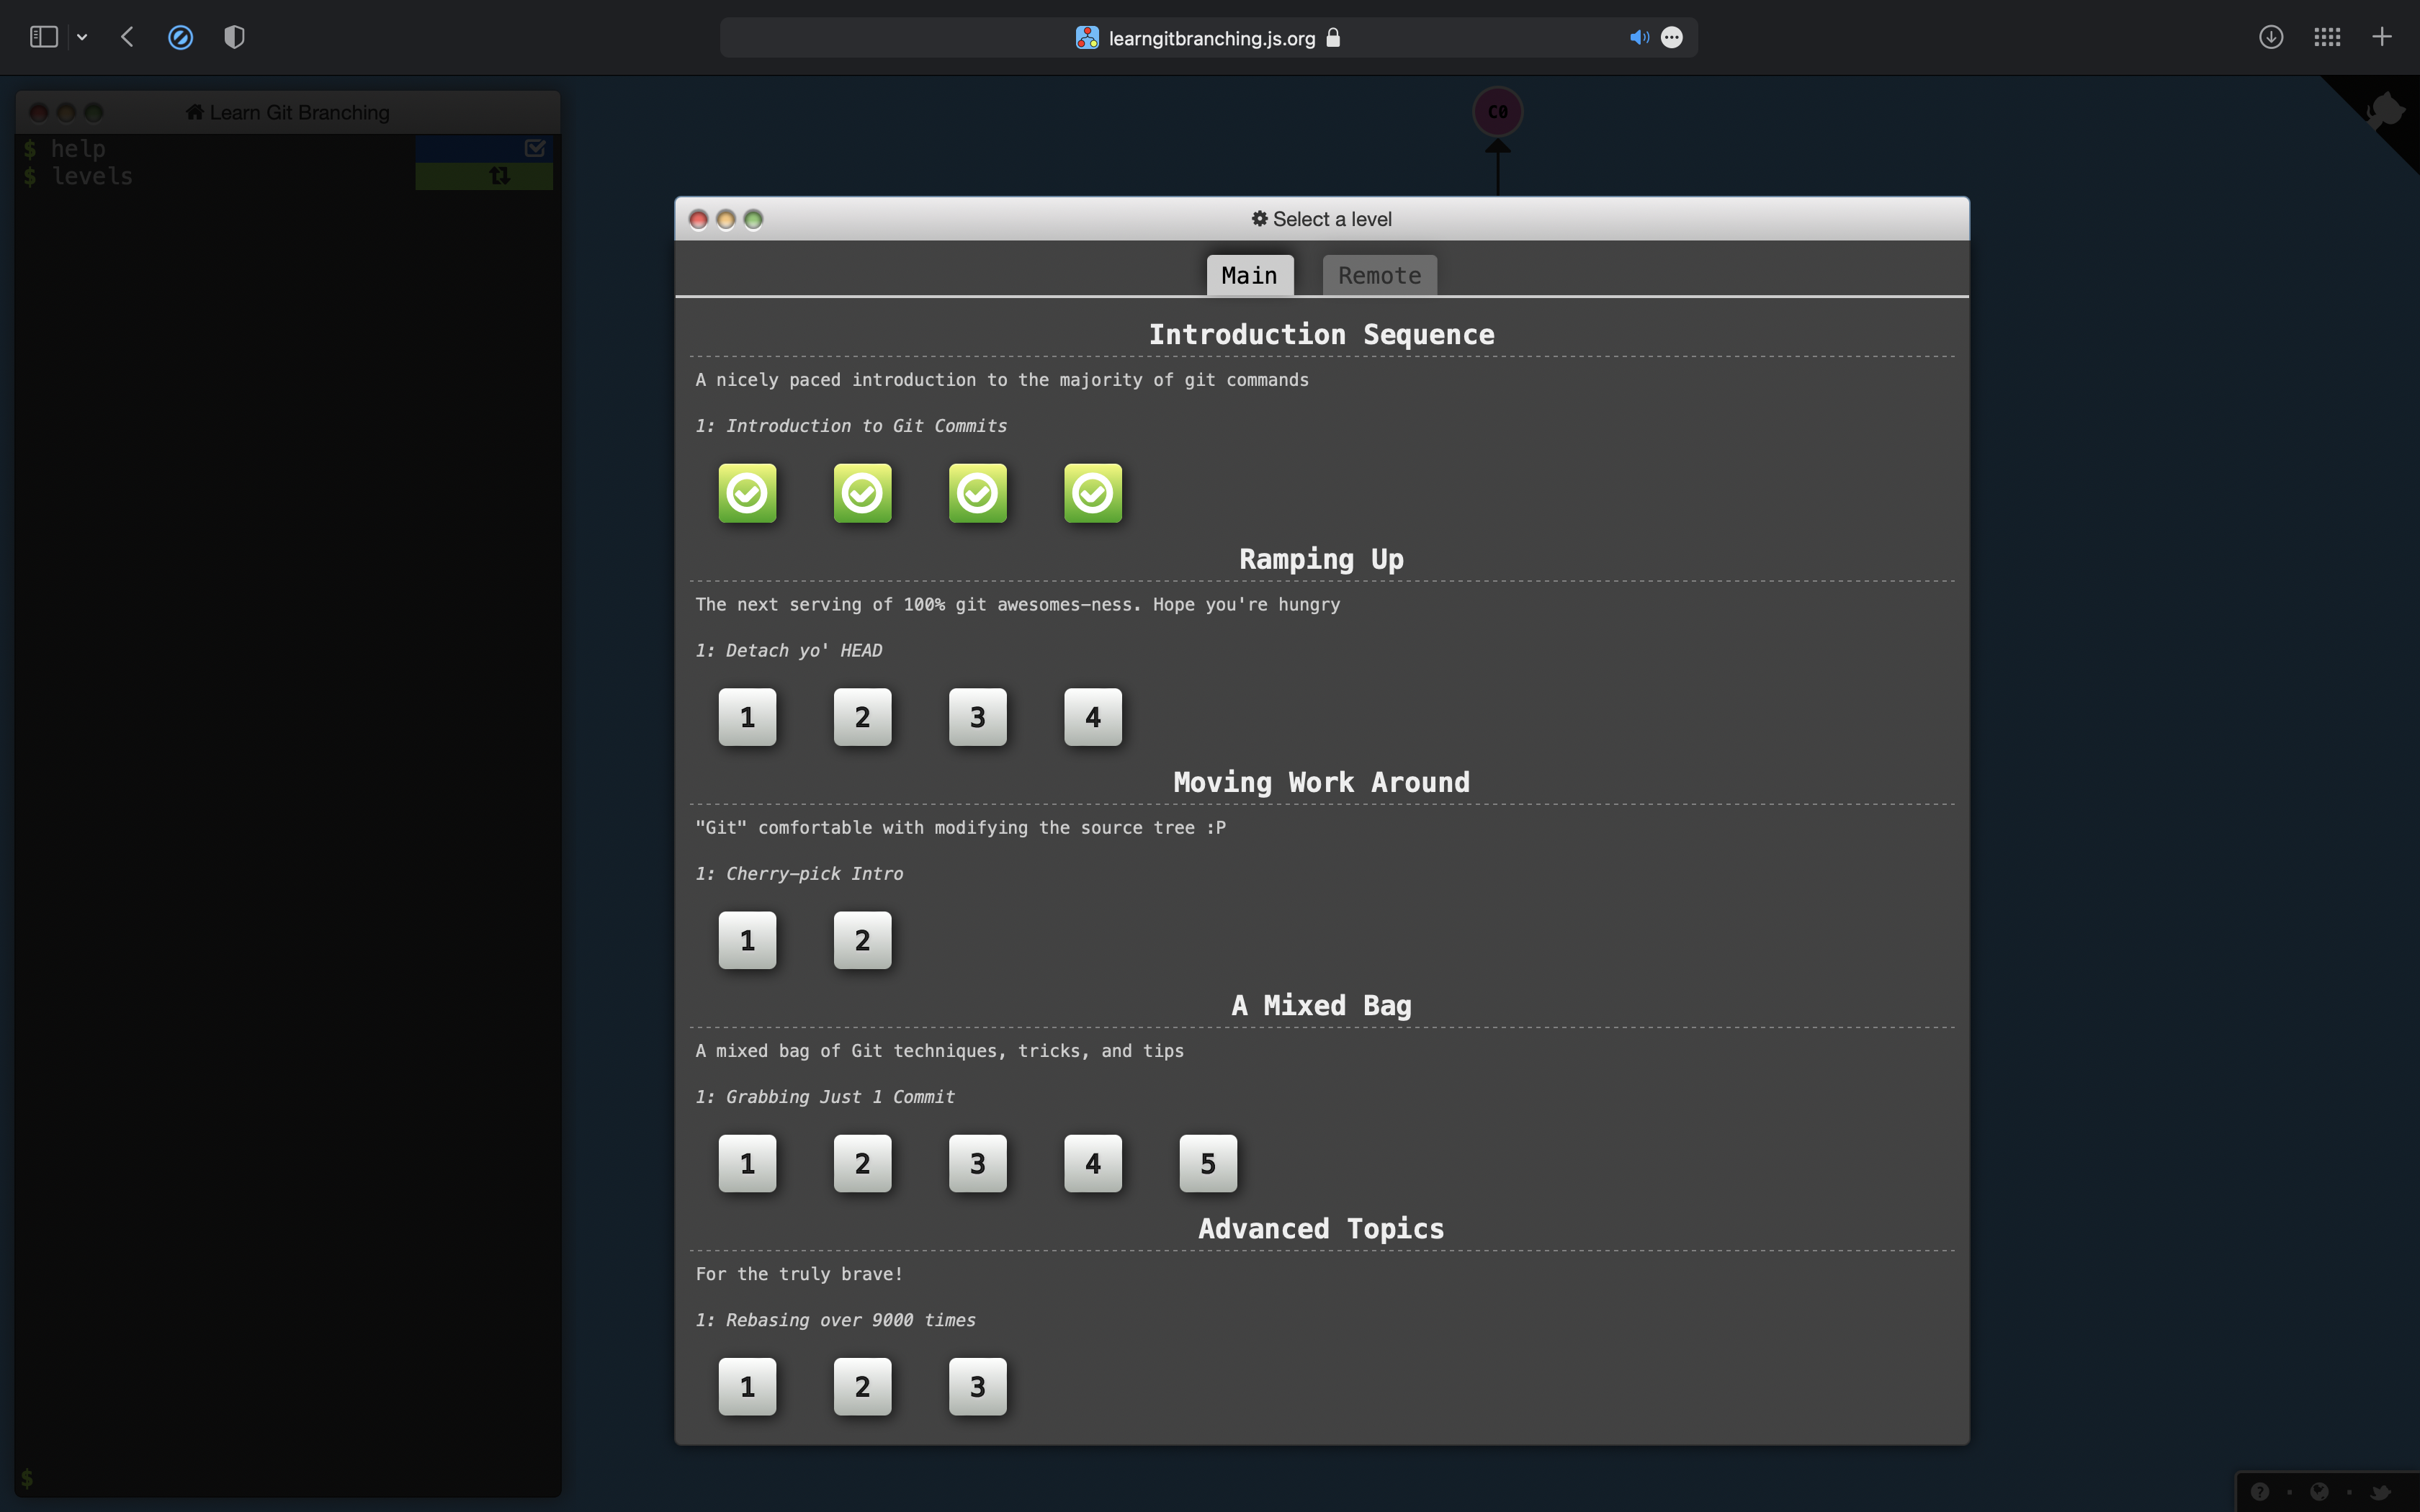 learngitbranching.js.org
Learn Git Branching
$ help
$ levels
$
C0
Select a level
Main Remote
Introduction Sequence
A nicely paced introduction to the majority of git commands
1: Introduction to Git Commits
Ramping Up
The next serving of 100% git awesomes-ness. Hope you're hungry
1: Detach yo' HEAD
1 2 3 4
Moving Work Around
"Git" comfortable with modifying the source tree :P
1: Cherry-pick Intro
1 2
A Mixed Bag
A mixed bag of Git techniques, tricks, and tips
1: Grabbing Just 1 Commit
1 2 3 4 5
Advanced Topics
For the truly brave!
1: Rebasing over 9000 times
1 2 3